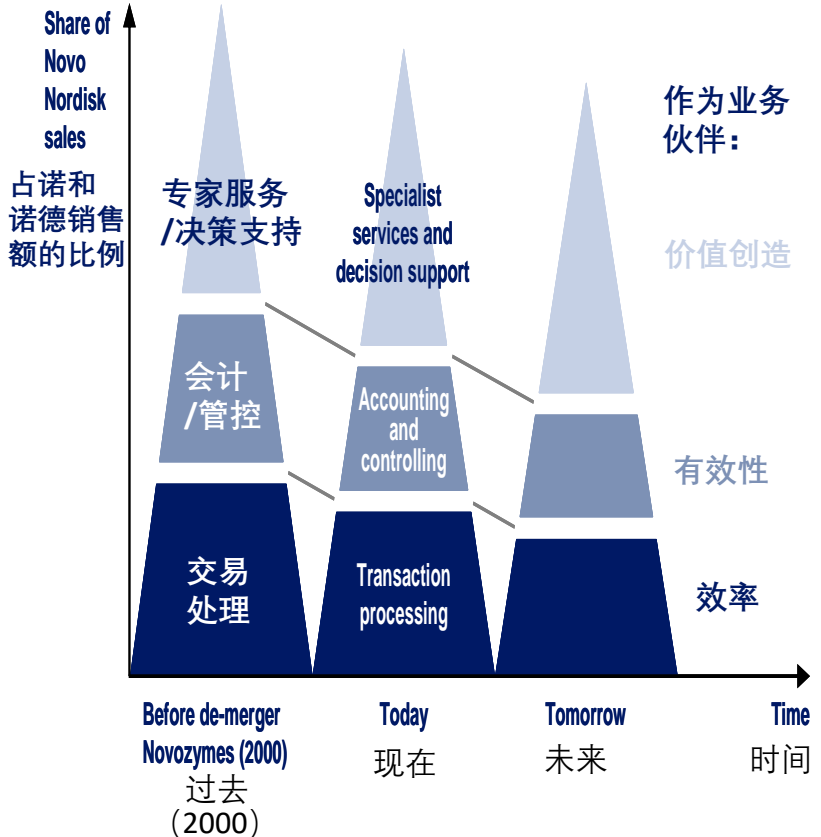 Share of
Novo
Nordisk
sales
占诺和
诺德销售
额的比例
作为业务
伙伴：
专家服务
/决策支持
Specialist
services and
decision support
价值创造
会计
/管控
Accounting
and
controlling
有效性
交易
处理
Transaction
processing
效率
Before de-merger
Novozymes (2000)
过去
（2000）
Today
现在
Tomorrow
未来
Time
时间